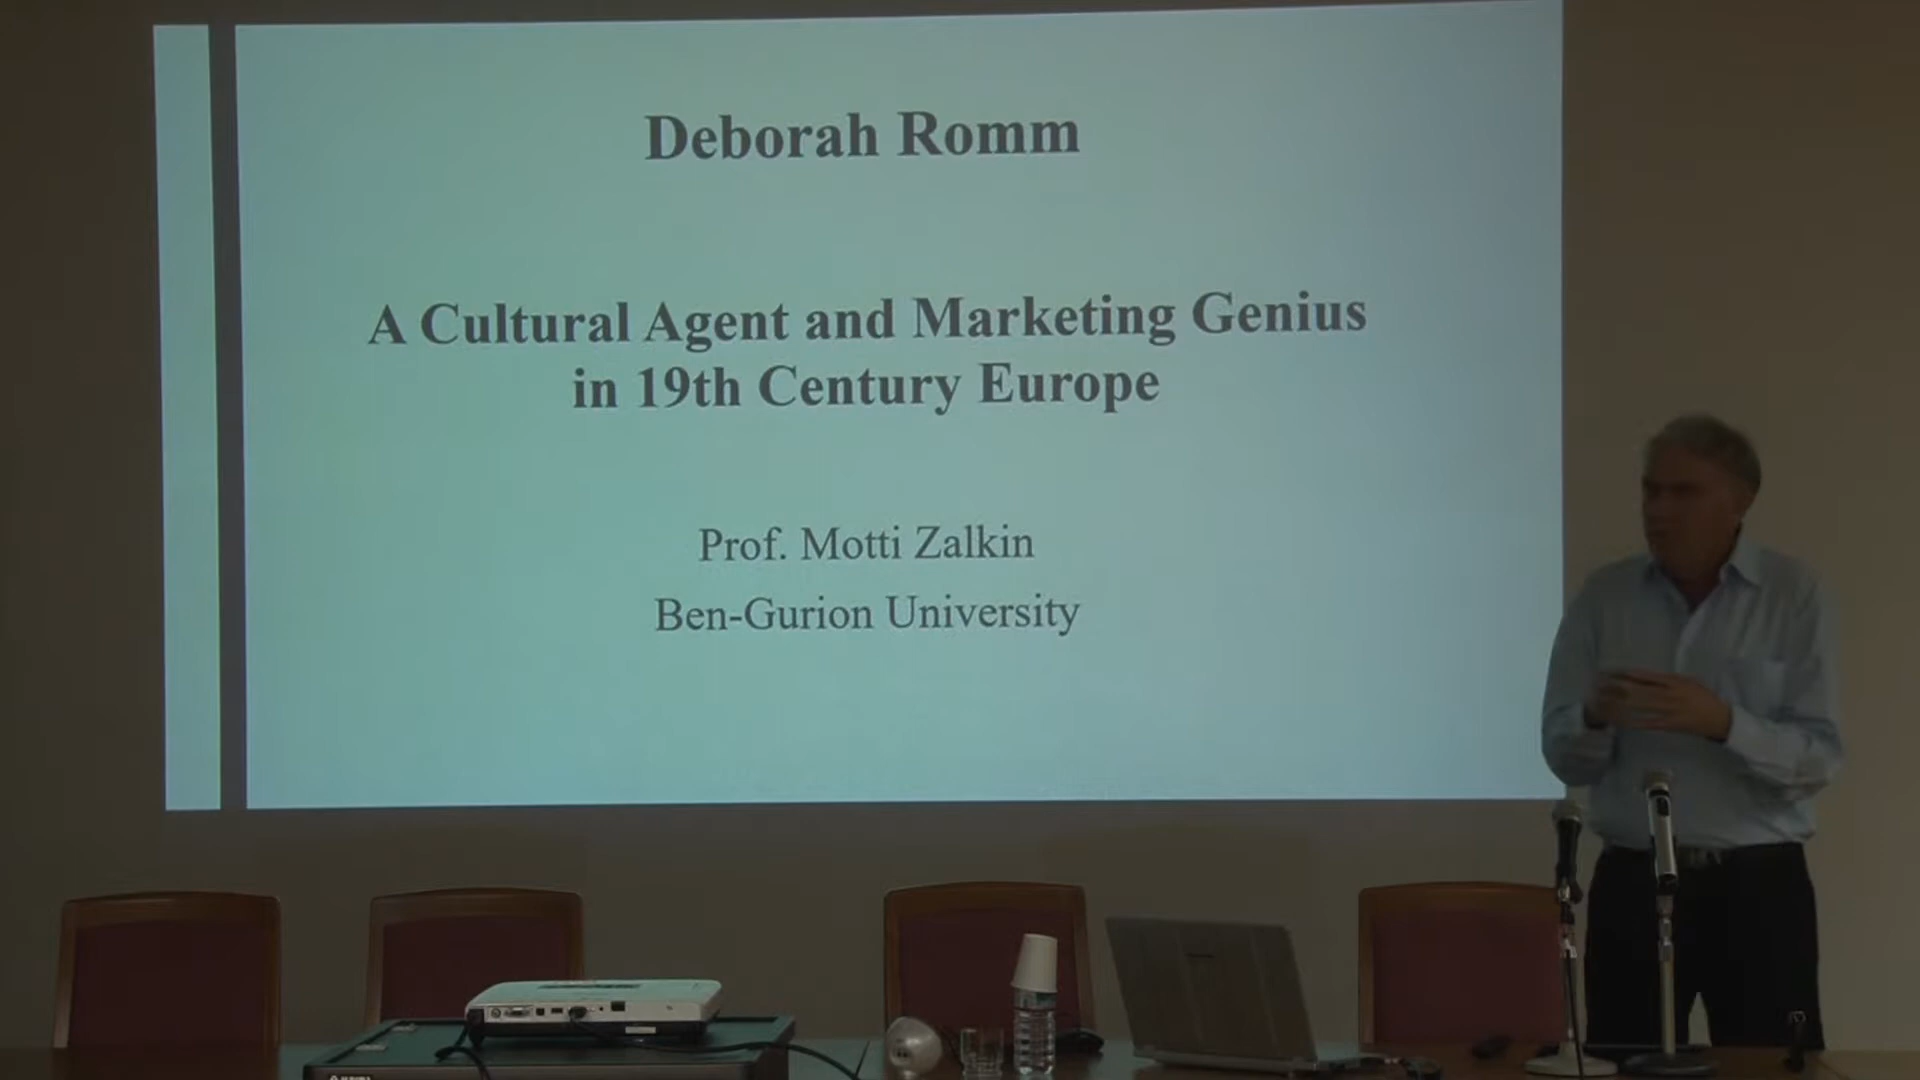 Deborah Romm
A Cultural Agent and Marketing Genius
in 19th Century Europe
Prof. Motti Zalkin
Ben-Gurion University